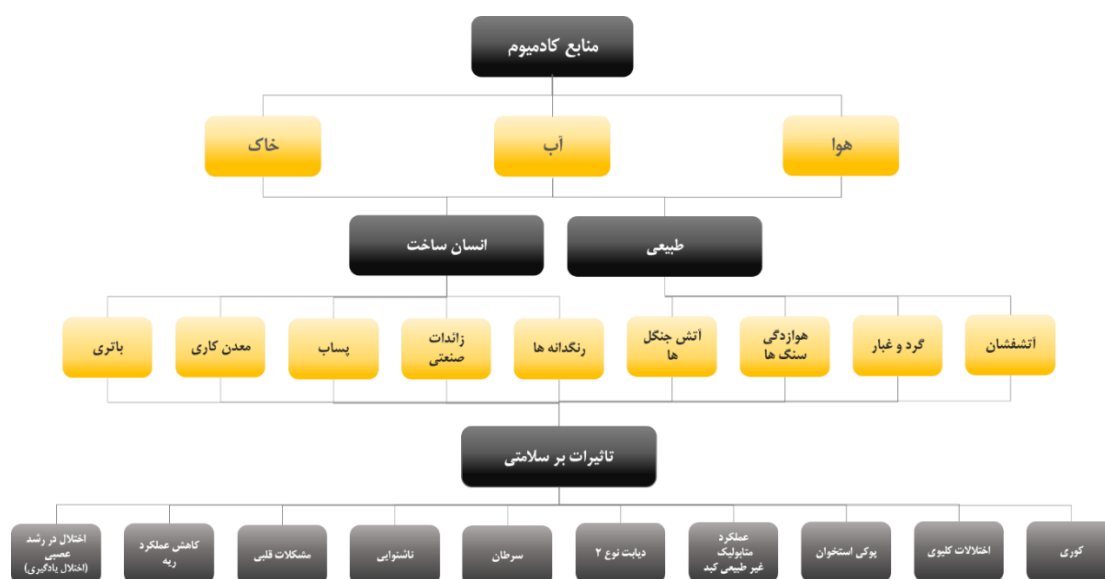 منابع کادمیوم
هوا
آب
خاک
طبیعی
انسان ساخت
آتشفشان
گرد و غبار
هوازدگی
سنگ ها
آتش جنگل
ها
رنگدانه ها
زائدات
صنعتی
پساب
معدن کاری
باتری
تاثیرات بر سلامتی
کوری
اختلالات کلیوی
پوکی استخوان
عملکرد
متابولیک
غیر طبیعی کبد
دیابت نوع ۲
سرطان
ناشنوایی
مشکلات قلبی
کاهش عملکرد
ریه
اختلال در رشد
عصبی
(اختلال یادگیری)